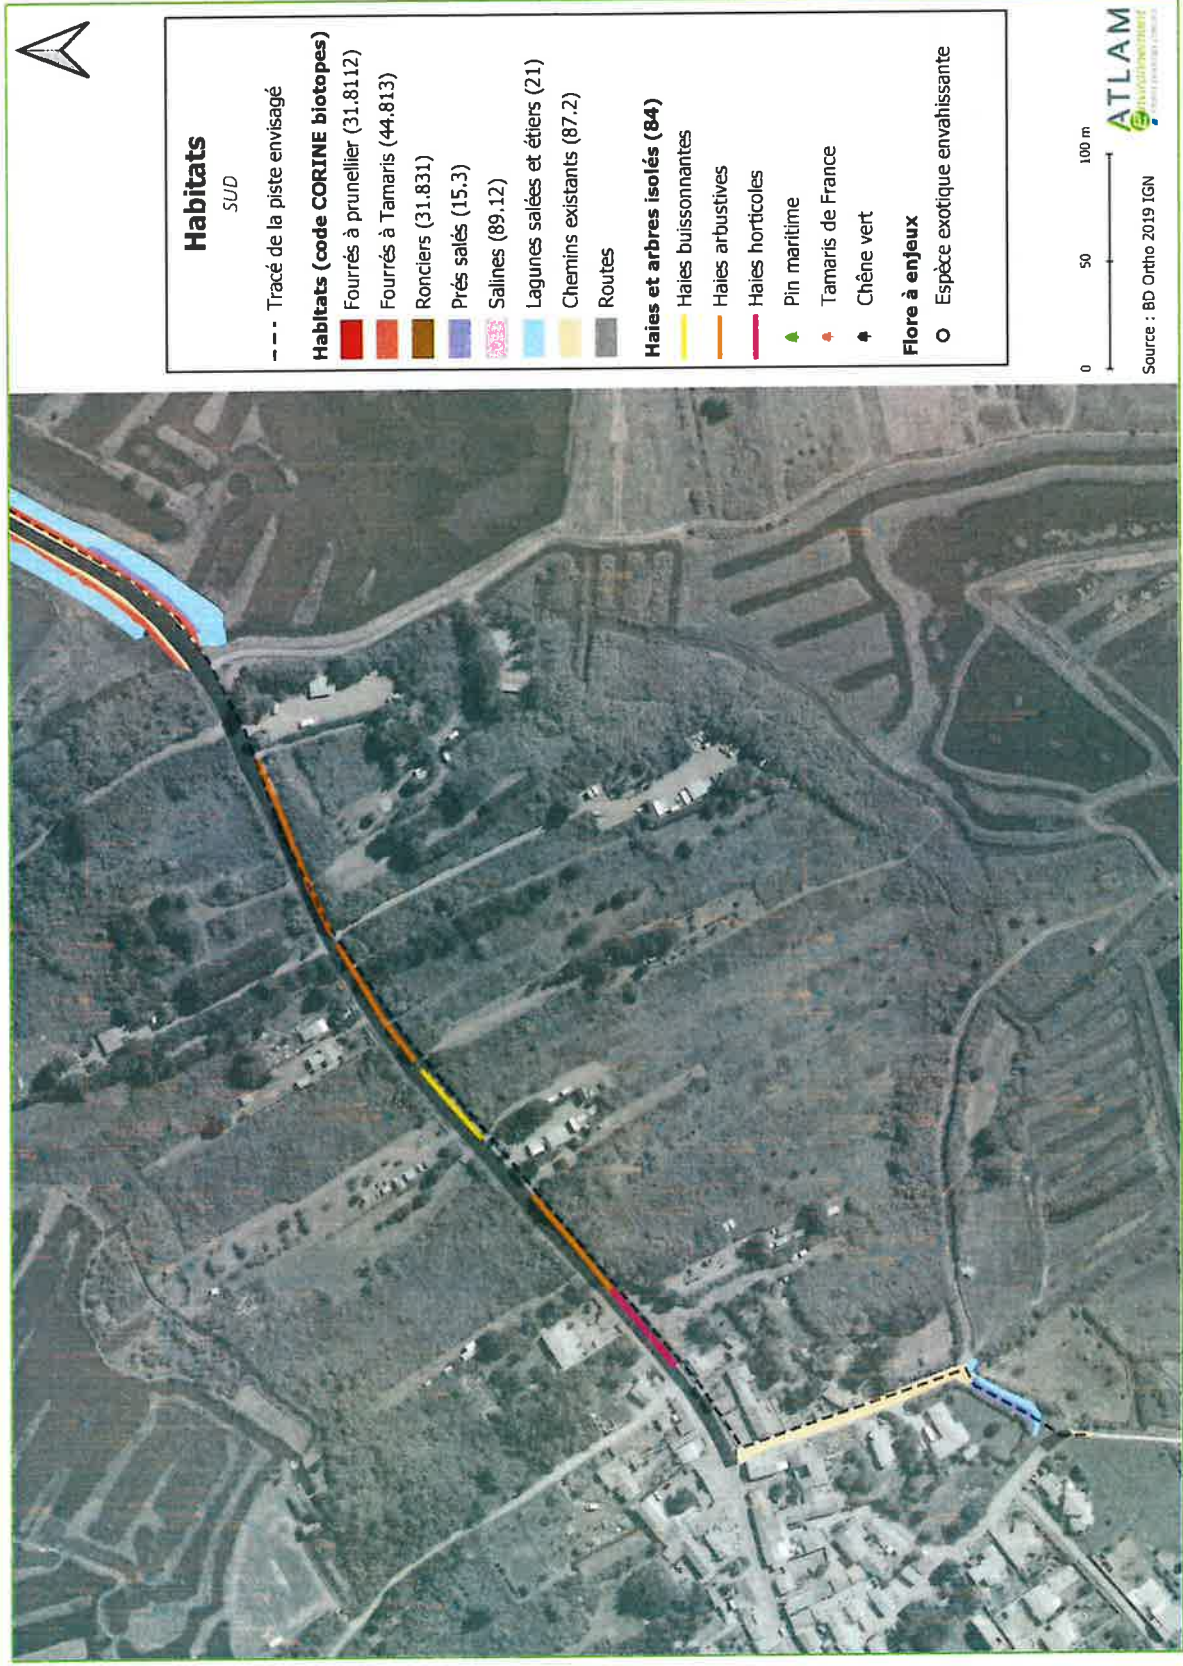 Habitats
SUD
Tracé de la piste envisagé
Habitats (code CORINE biotopes)
Fourrés à prunellier (31.8112)
Fourrés à Tamaris (44.813)
Ronciers (31.831)
Prés salés (15.3)
Salines (89.12)
Lagunes salées et étiers (21)
Chemins existants (87.2)
Routes
Haies et arbres isolés (84)
Haies buissonnantes
Haies arbustives
Haies horticoles
Pin maritime
Tamaris de France
Chêne vert
Flore à enjeux
Espèce exotique envahissante
0 50 100 m
Source : BD Ortho 2019 IGN
ATLAM
environnement